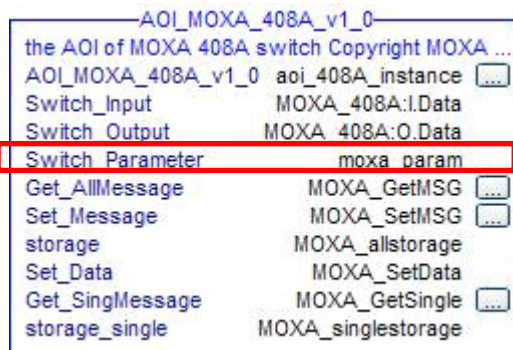 AOI_MOXA_408A_v1_0
the AOI of MOXA 408A switch Copyright MOXA ...
AOI_MOXA_408A_v1_0 aoi_408A_instance ...
Switch_Input MOXA_408A:I.Data
Switch_Output MOXA_408A:O.Data
Switch_Parameter moxa_param
Get_AllMessage MOXA_GetMSG ...
Set_Message MOXA_SetMSG ...
storage MOXA_allstorage
Set_Data MOXA_SetData
Get_SingMessage MOXA_GetSingle ...
storage_single MOXA_singlestorage